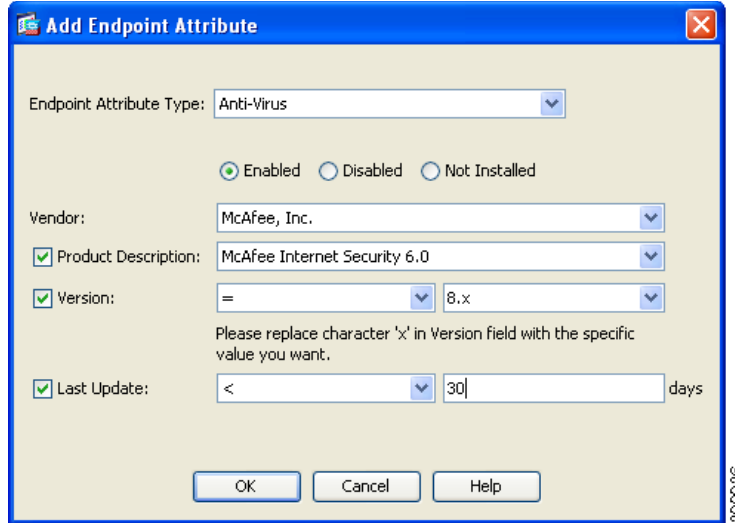 Add Endpoint Attribute
Endpoint Attribute Type: Anti-Virus
Enabled Disabled Not Installed
Vendor: McAfee, Inc.
Product Description: McAfee Internet Security 6.0
Version: = 8.x
Please replace character 'x' in Version field with the specific
value you want.
Last Update: < 30 days
OK Cancel Help